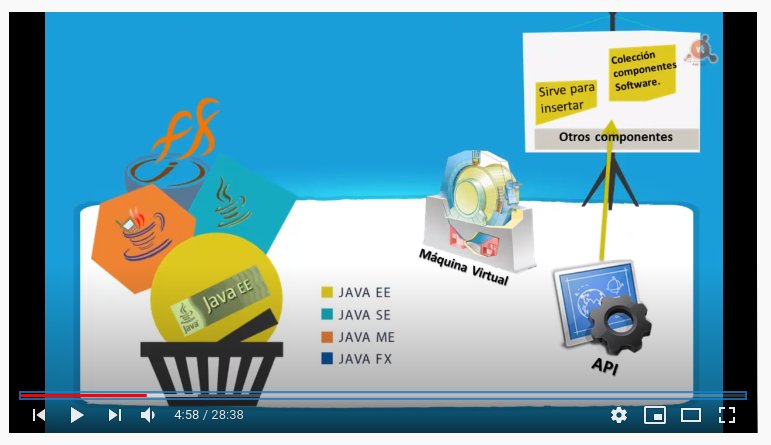 Colección
componentes
Software.
Sirve para
insertar
Otros componentes
Máquina Virtual
Java EE
Java
JAVA EE
JAVA SE
JAVA ME
JAVA FX
API
4:58 / 28:38